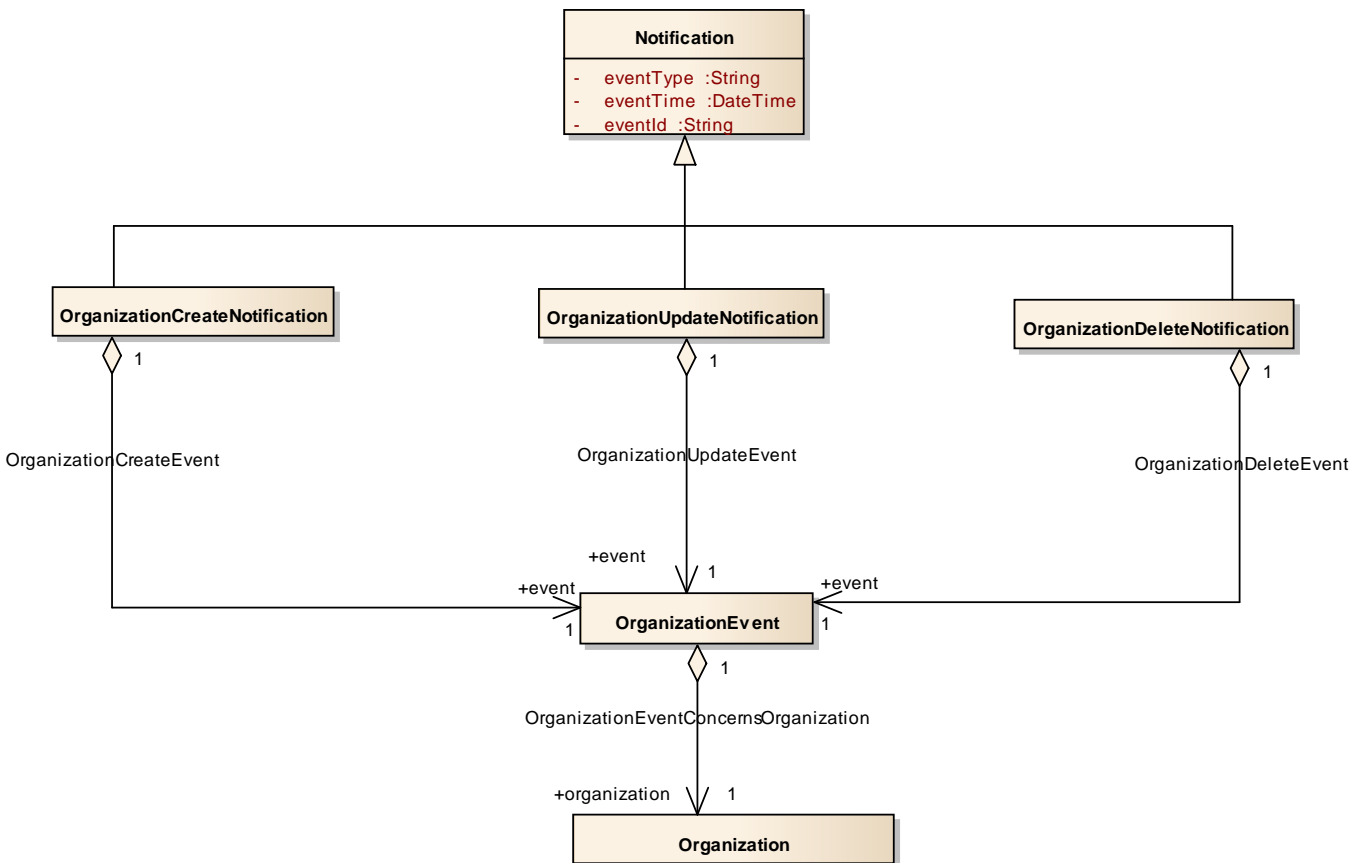 Notification
- eventType :String
- eventTime :DateTime
- eventId :String
OrganizationCreateNotification
OrganizationUpdateNotification
OrganizationDeleteNotification
1
1
1
OrganizationCreateEvent
OrganizationUpdateEvent
OrganizationDeleteEvent
+event
1
+event
1
+event
1
OrganizationEvent
1
OrganizationEventConcernsOrganization
+organization
1
Organization